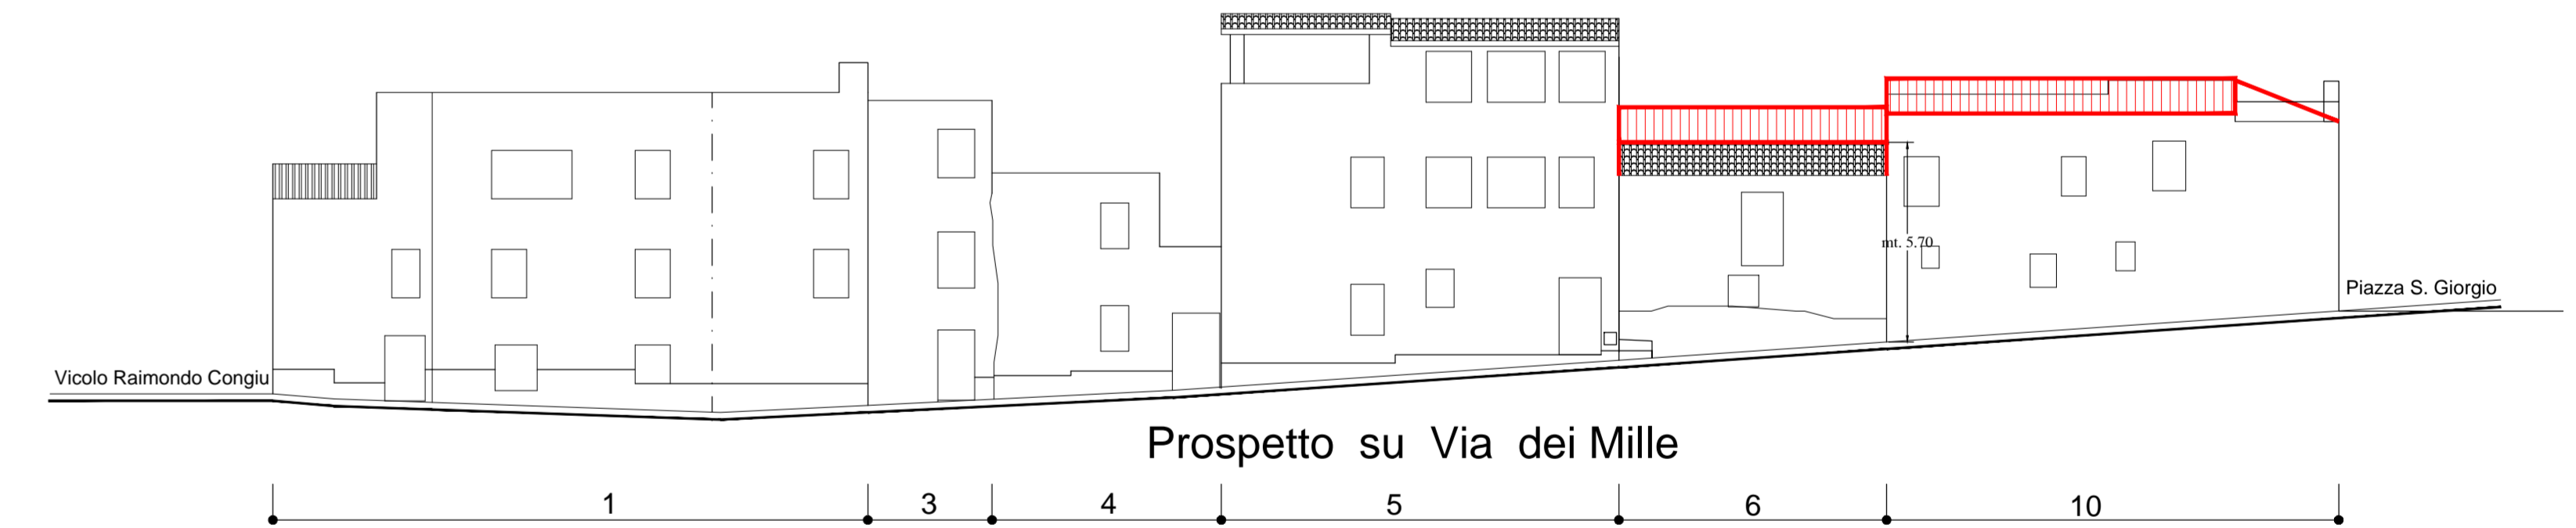 mt. 5.70
Piazza S. Giorgio
Vicolo Raimondo Congiu
Prospetto su Via dei Mille
1 3 4 5 6 10